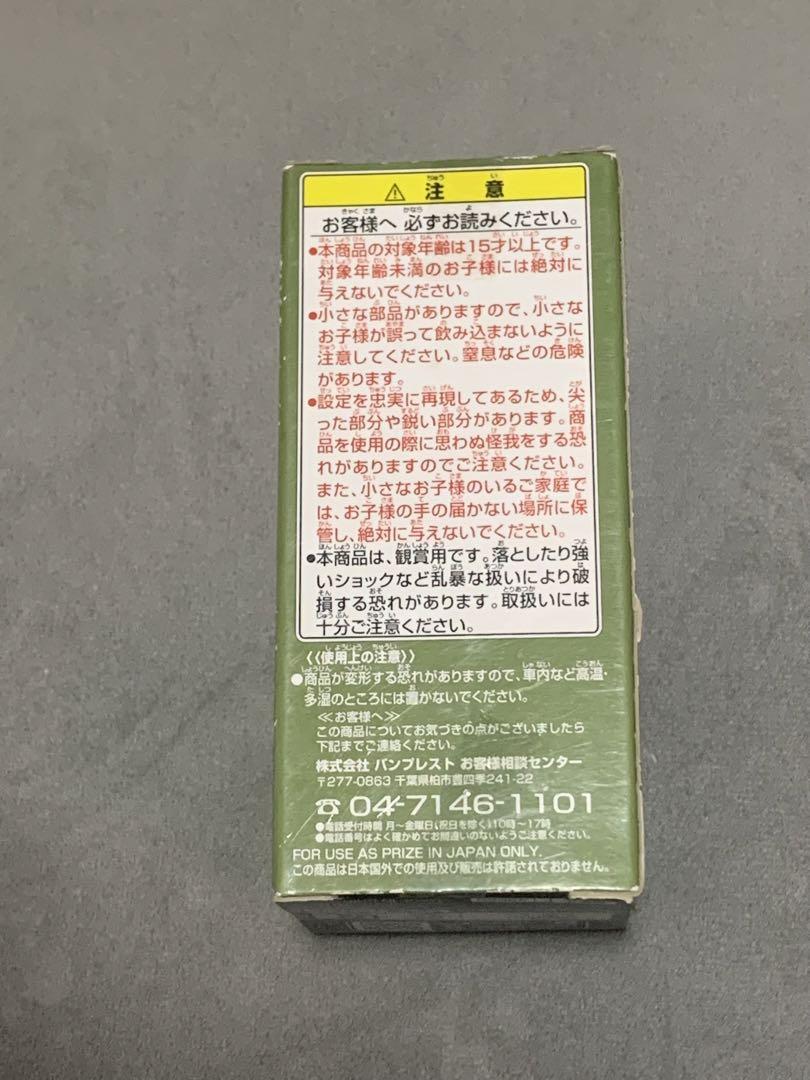 ⚠ 注意
お客様へ 必ずお読みください。
●本商品の対象年齢は15才以上です。
対象年齢未満のお子様には絶対に
与えないでください。
●小さな部品がありますので、小さな
お子様が誤って飲み込まないように
注意してください。窒息などの危険
があります。
●設定を忠実に再現してあるため、尖
った部分や鋭い部分があります。商
品を使用の際に思わぬ怪我をする恐
れがありますのでご注意ください。
また、小さなお子様のいるご家庭で
は、お子様の手の届かない場所に保
管し、絶対に与えないでください。
●本商品は、観賞用です。落としたり強
いショックなど乱暴な扱いにより破
損する恐れがあります。取扱いには
十分ご注意ください。
《使用上の注意》
●商品が変形する恐れがありますので、車内など高温・
多湿のところには置かないでください。
≪お客様へ≫
この商品についてお気づきの点がございましたら
下記までご連絡ください。
株式会社 バンプレスト お客様相談センター
〒277-0863 千葉県柏市豊四季241-22
☎ 04-7146-1101
●電話受付時間 月～金曜日(祝日を除く)10時～17時
●電話番号はよく確かめてお間違いのないようご注意ください。
FOR USE AS PRIZE IN JAPAN ONLY.
この商品は日本国外での使用及び販売は許諾されておりません。